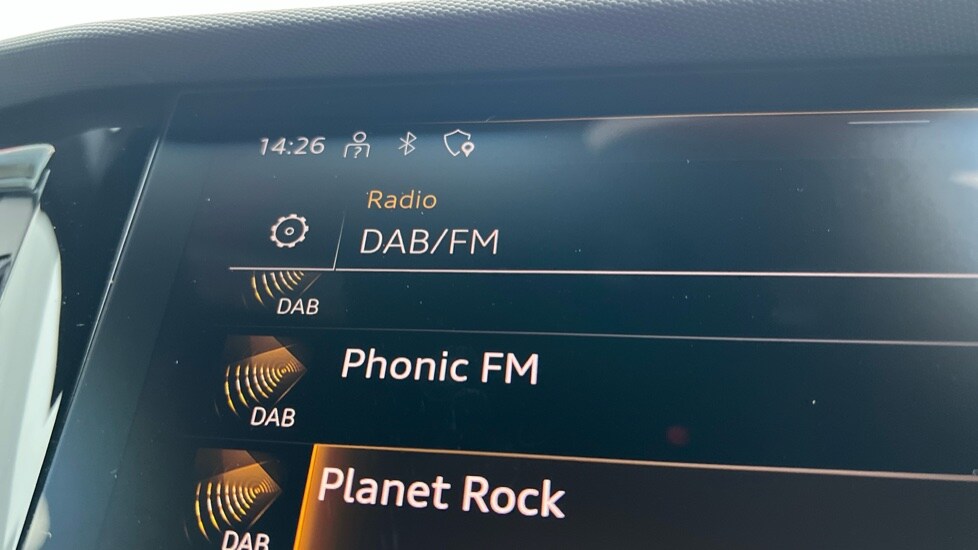 14:26
Radio
DAB/FM
DAB
Phonic FM
DAB
Planet Rock
DAB